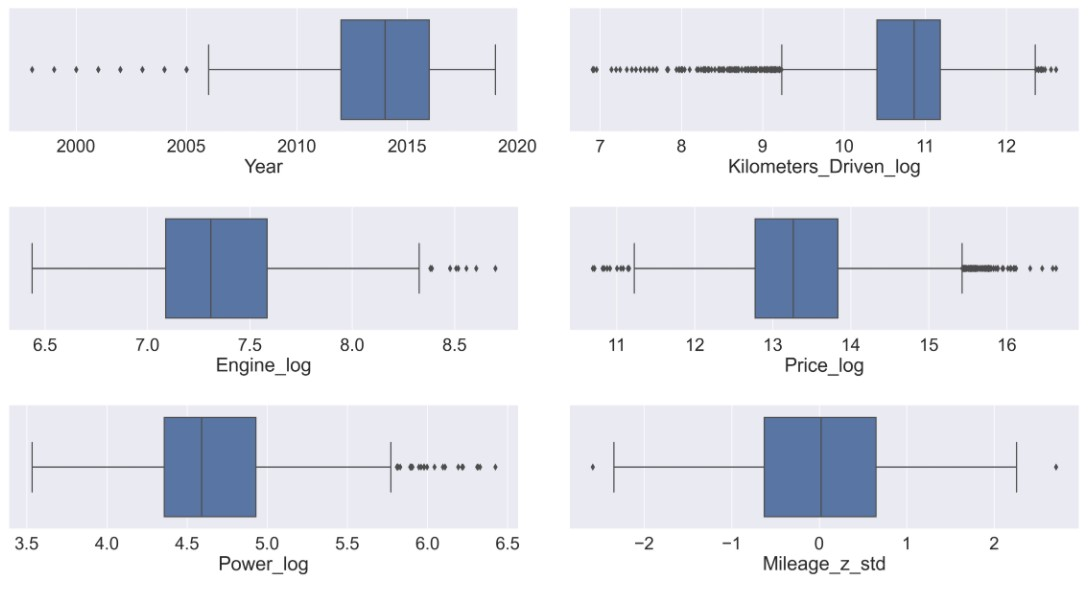 2000 2005 2010 2015 2020
Year
7 8 9 10 11 12
Kilometers_Driven_log
6.5 7.0 7.5 8.0 8.5
Engine_log
11 12 13 14 15 16
Price_log
3.5 4.0 4.5 5.0 5.5 6.0 6.5
Power_log
−2 −1 0 1 2
Mileage_z_std